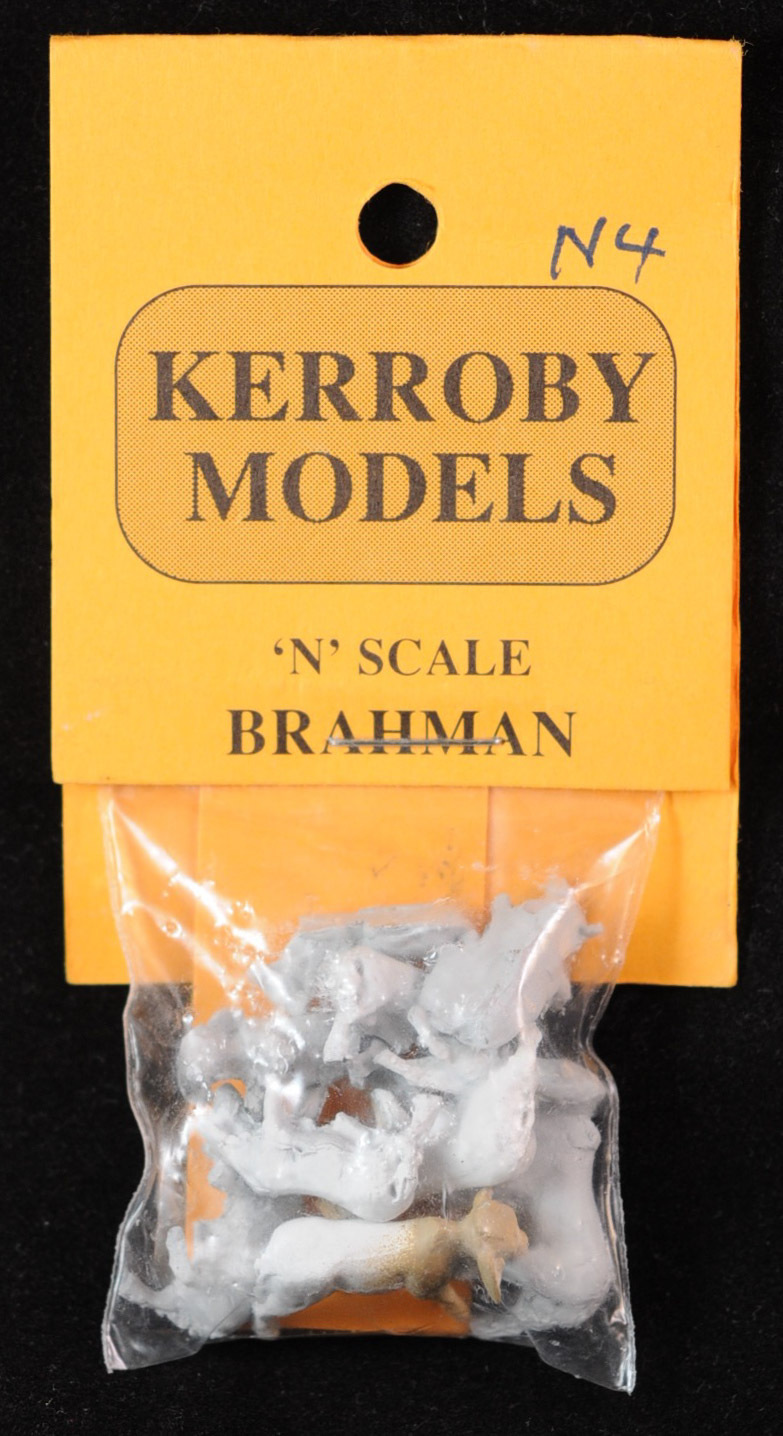 N4
KERROBY
MODELS
‘N’ SCALE
BRAHMAN